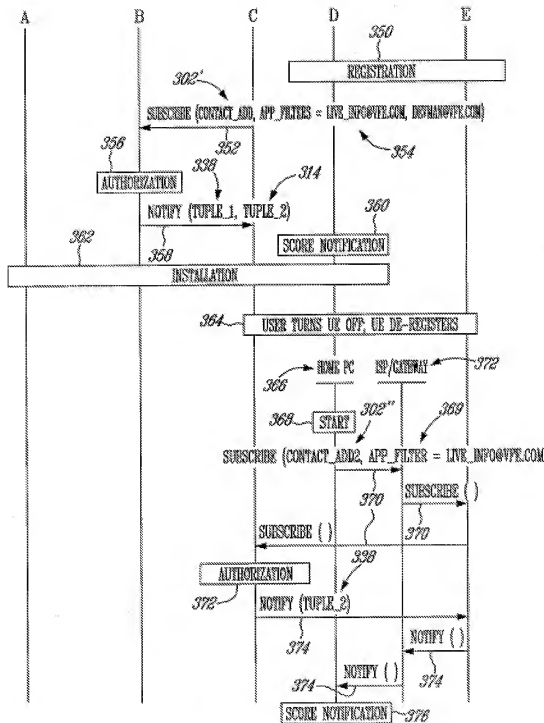 A B C D E
350
REGISTRATION
302'
SUBSCRIBE (CONTACT_ADD, APP_FILTERS = LIVE_INFO@VFE.COM, DEVMAN@VFE.COM)
352
354
356
AUTHORIZATION
338
314
NOTIFY (TUPLE_1, TUPLE_2)
358
360
SCORE NOTIFICATION
362
INSTALLATION
364
USER TURNS UE OFF, UE DE-REGISTERS
366
HOME PC
ISP/GATEWAY
372
368
START
302"
369
SUBSCRIBE (CONTACT_ADD2, APP_FILTER = LIVE_INFO@VFE.COM
370
SUBSCRIBE ( )
370
SUBSCRIBE ( )
370
AUTHORIZATION
372
338
NOTIFY (TUPLE_2)
374
NOTIFY ( )
374
NOTIFY ( )
374
SCORE NOTIFICATION
376